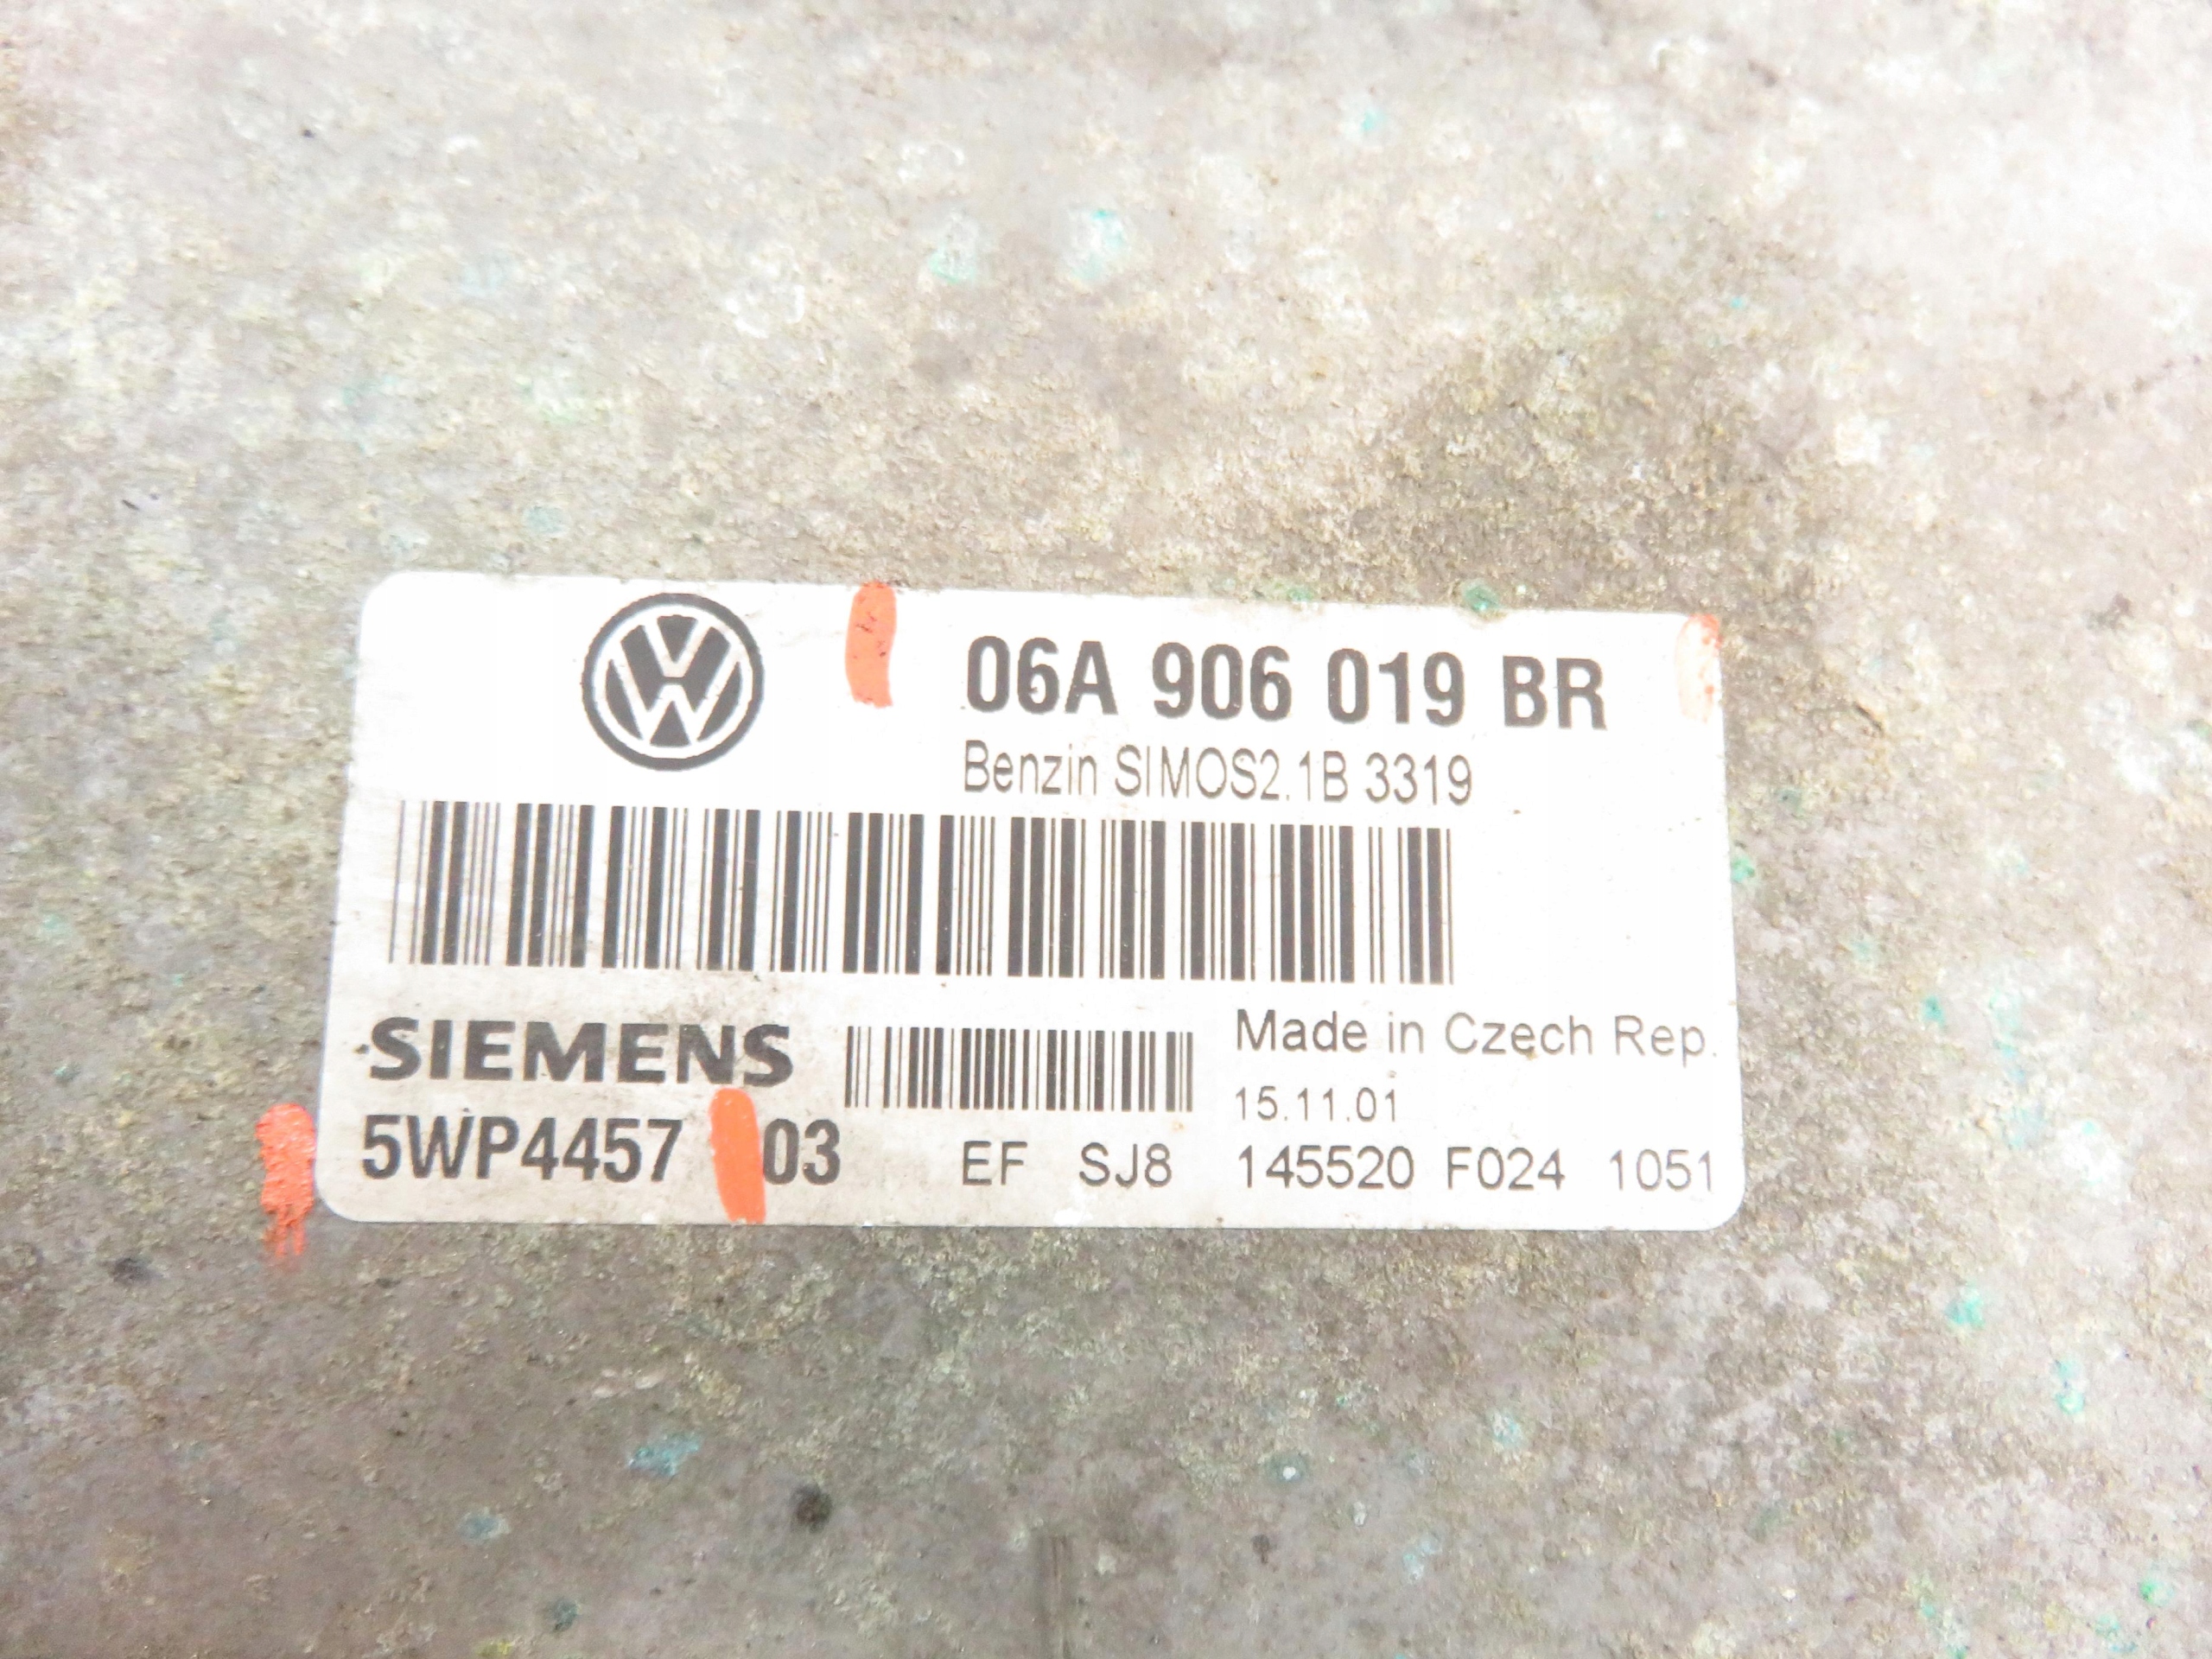 06A 906 019 BR
Benzin SIMOS2.1B 3319
SIEMENS
Made in Czech Rep.
15.11.01
5WP4457 03
EF SJ8 145520 F024 1051